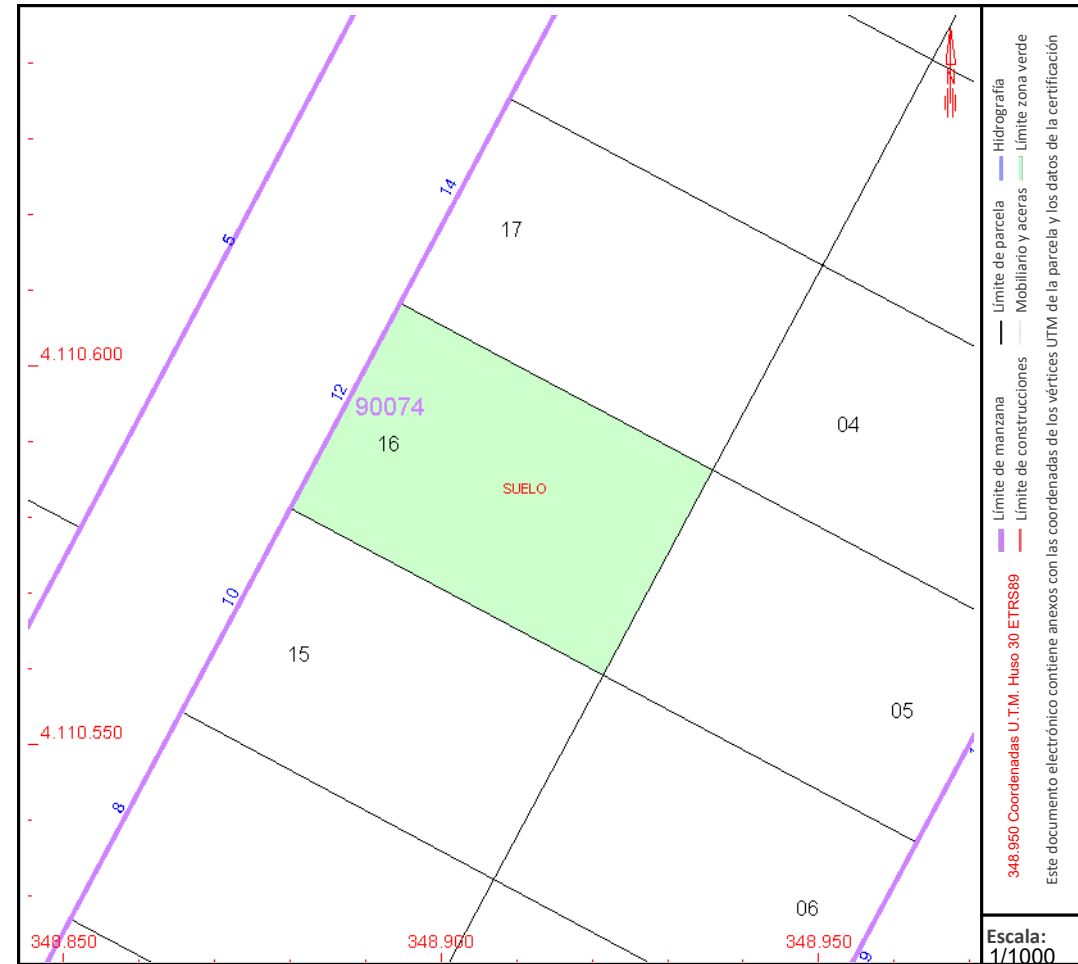 5
14
17
4.110.600
12
90074
16
04
SUELO
10
15
05
4.110.550
8
06
348.850
348.900
348.950
9
Límite de manzana
Límite de parcela
Hidrografía
Límite de construcciones
Mobiliario y aceras
Límite zona verde
348.950 Coordenadas U.T.M. Huso 30 ETRS89
Este documento electrónico contiene anexos con las coordenadas de los vértices UTM de la parcela y los datos de la certificación
Escala:
1/1000